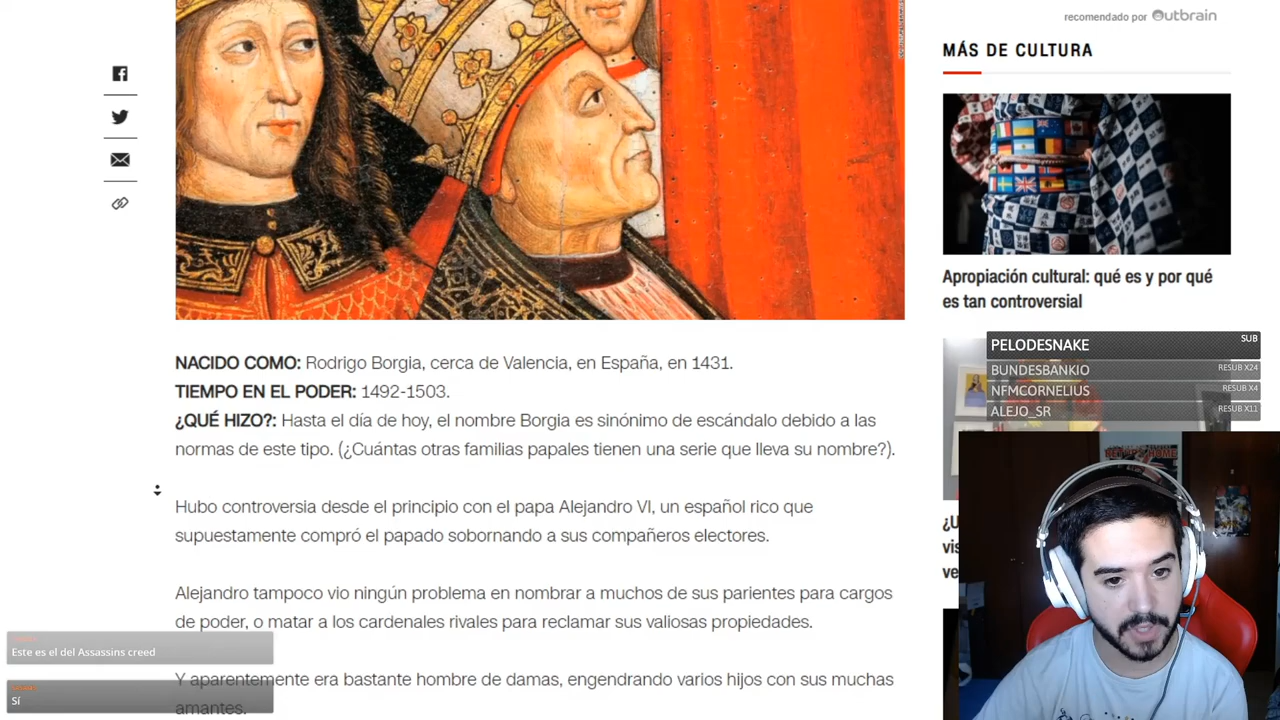 recomendado por Outbrain
MÁS DE CULTURA
Apropiación cultural: qué es y por qué
es tan controversial
PELODESNAKE SUB
BUNDESBANKIO RESUB X24
NFMCORNELIUS RESUB X4
ALEJO_SR RESUB X11
NACIDO COMO: Rodrigo Borgia, cerca de Valencia, en España, en 1431.
TIEMPO EN EL PODER: 1492-1503.
¿QUÉ HIZO?: Hasta el día de hoy, el nombre Borgia es sinónimo de escándalo debido a las
normas de este tipo. (¿Cuántas otras familias papales tienen una serie que lleva su nombre?).
Hubo controversia desde el principio con el papa Alejandro VI, un español rico que
supuestamente compró el papado sobornando a sus compañeros electores.
Alejandro tampoco vio ningún problema en nombrar a muchos de sus parientes para cargos
de poder, o matar a los cardenales rivales para reclamar sus valiosas propiedades.
Y aparentemente era bastante hombre de damas, engendrando varios hijos con sus muchas
amantes.
Este es el del Assassins creed
Sí